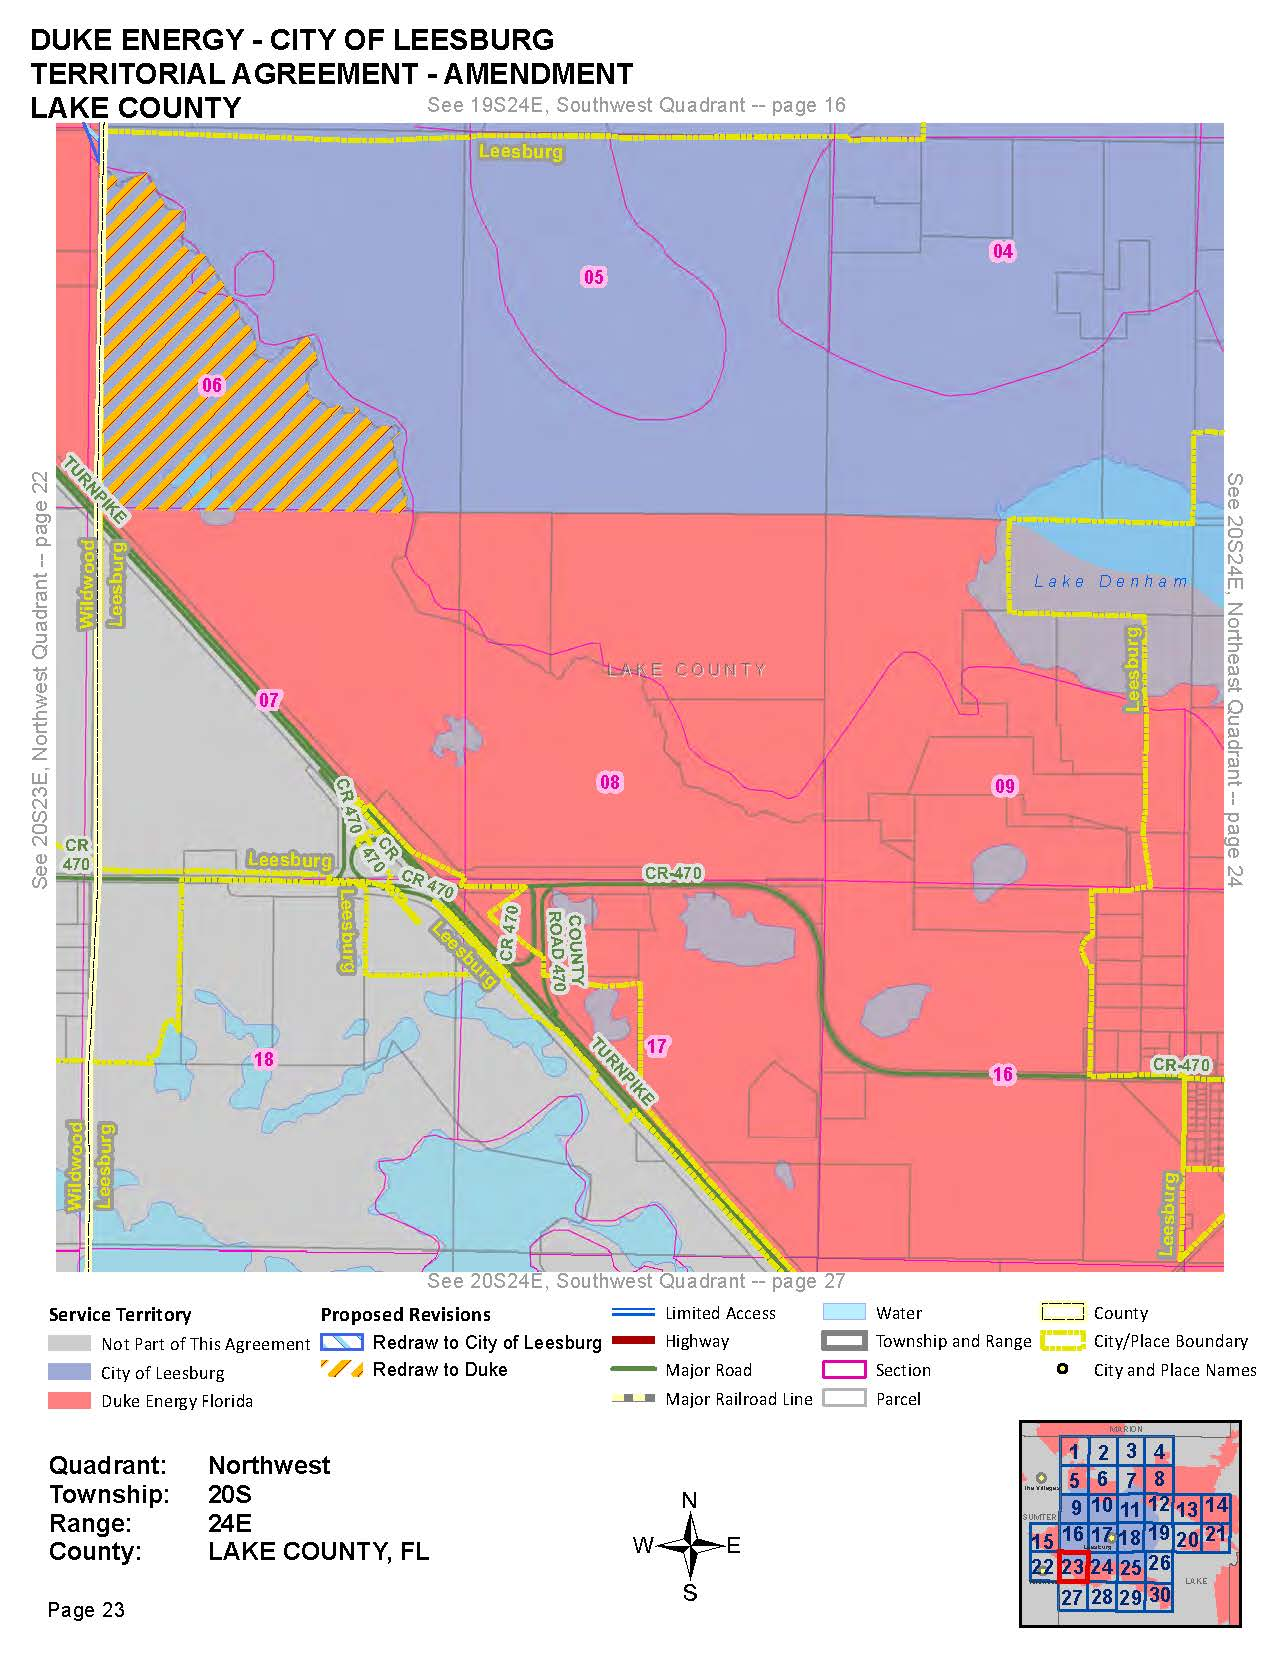 DUKE ENERGY - CITY OF LEESBURG
TERRITORIAL AGREEMENT - AMENDMENT
LAKE COUNTY
See 19S24E, Southwest Quadrant -- page 16
Leesburg
05
04
06
TURNPIKE
See 20S23E, Northwest Quadrant -- page 22
See 20S24E, Northeast Quadrant -- page 24
Wildwood
Leesburg
Lake Denham
Leesburg
LAKE COUNTY
07
08
09
CR 470
CR 470
CR
470
CR
470
Leesburg
CR 470
CR-470
Leesburg
Leesburg
CR 470
COUNTY
ROAD 470
18
17
TURNPIKE
16
CR-470
Wildwood
Leesburg
Leesburg
See 20S24E, Southwest Quadrant -- page 27
Service Territory
Not Part of This Agreement
City of Leesburg
Duke Energy Florida
Proposed Revisions
Redraw to City of Leesburg
Redraw to Duke
Limited Access
Highway
Major Road
Major Railroad Line
Water
Township and Range
Section
Parcel
County
City/Place Boundary
City and Place Names
Quadrant: Northwest
Township: 20S
Range: 24E
County: LAKE COUNTY, FL
Page 23
N
W E
S
MARION
1 2 3 4
The Villages
5 6 7 8
9 10 11 12 13 14
SUMTER
15 16 17 18 19 20 21
Leesburg
22 23 24 25 26
LAKE
27 28 29 30